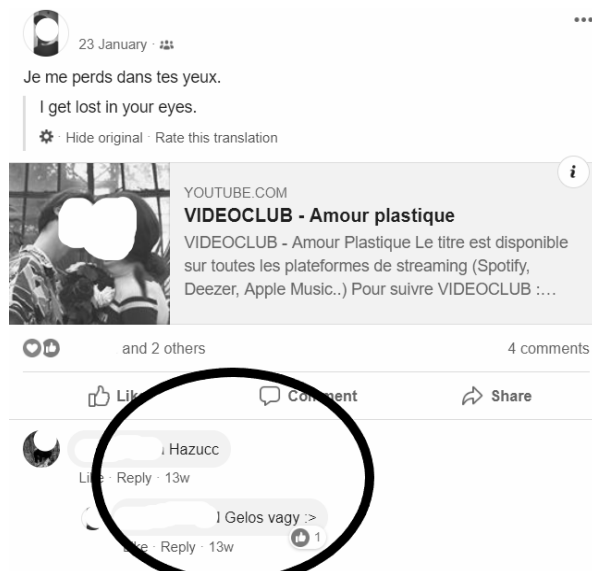 23 January
Je me perds dans tes yeux.
I get lost in your eyes.
Hide original · Rate this translation
YOUTUBE.COM
VIDEOCLUB - Amour plastique
VIDEOCLUB - Amour Plastique Le titre est disponible
sur toutes les plateformes de streaming (Spotify,
Deezer, Apple Music..) Pour suivre VIDEOCLUB :...
and 2 others
4 comments
Like Comment Share
Hazucc
Like · Reply · 13w
Gelos vagy :>
1
Like · Reply · 13w